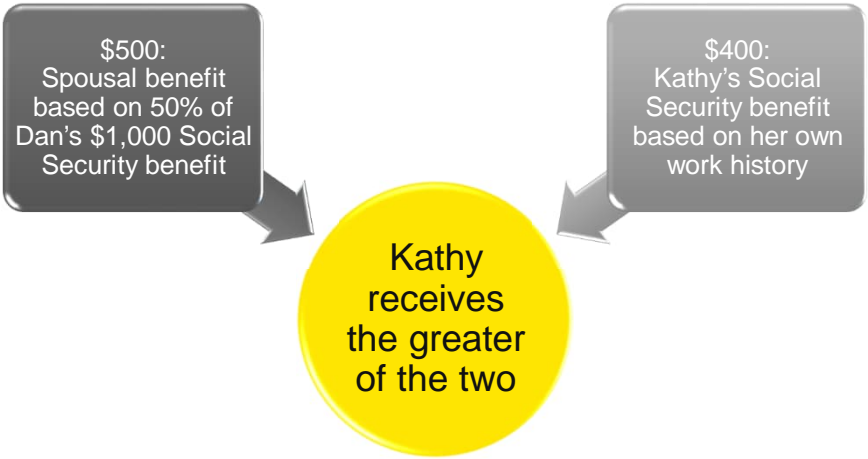 $500:
Spousal benefit
based on 50% of
Dan’s $1,000 Social
Security benefit
$400:
Kathy’s Social
Security benefit
based on her own
work history
Kathy
receives
the greater
of the two